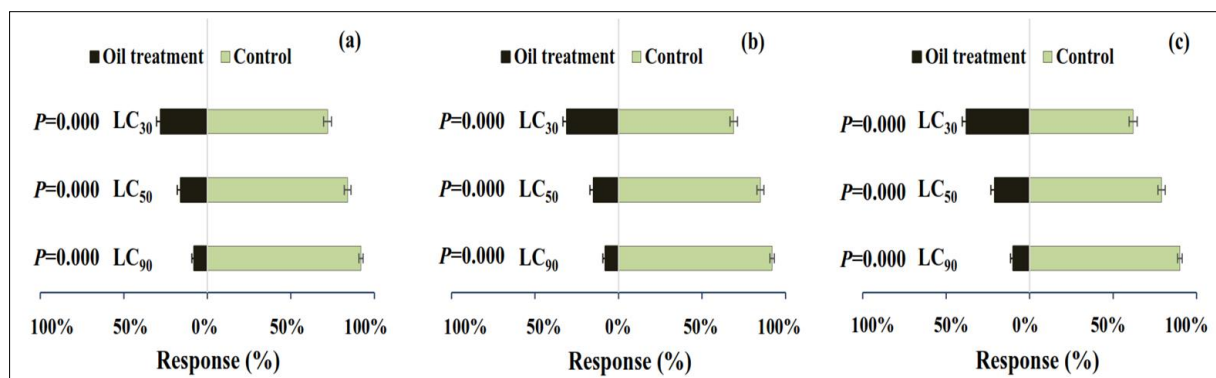 (a)
■ Oil treatment ■ Control
P=0.000 LC30
P=0.000 LC50
P=0.000 LC90
100% 50% 0% 50% 100%
Response (%)
(b)
■ Oil treatment ■ Control
P=0.000 LC30
P=0.000 LC50
P=0.000 LC90
100% 50% 0% 50% 100%
Response (%)
(c)
■ Oil treatment ■ Control
P=0.000 LC30
P=0.000 LC50
P=0.000 LC90
100% 50% 0% 50% 100%
Response (%)